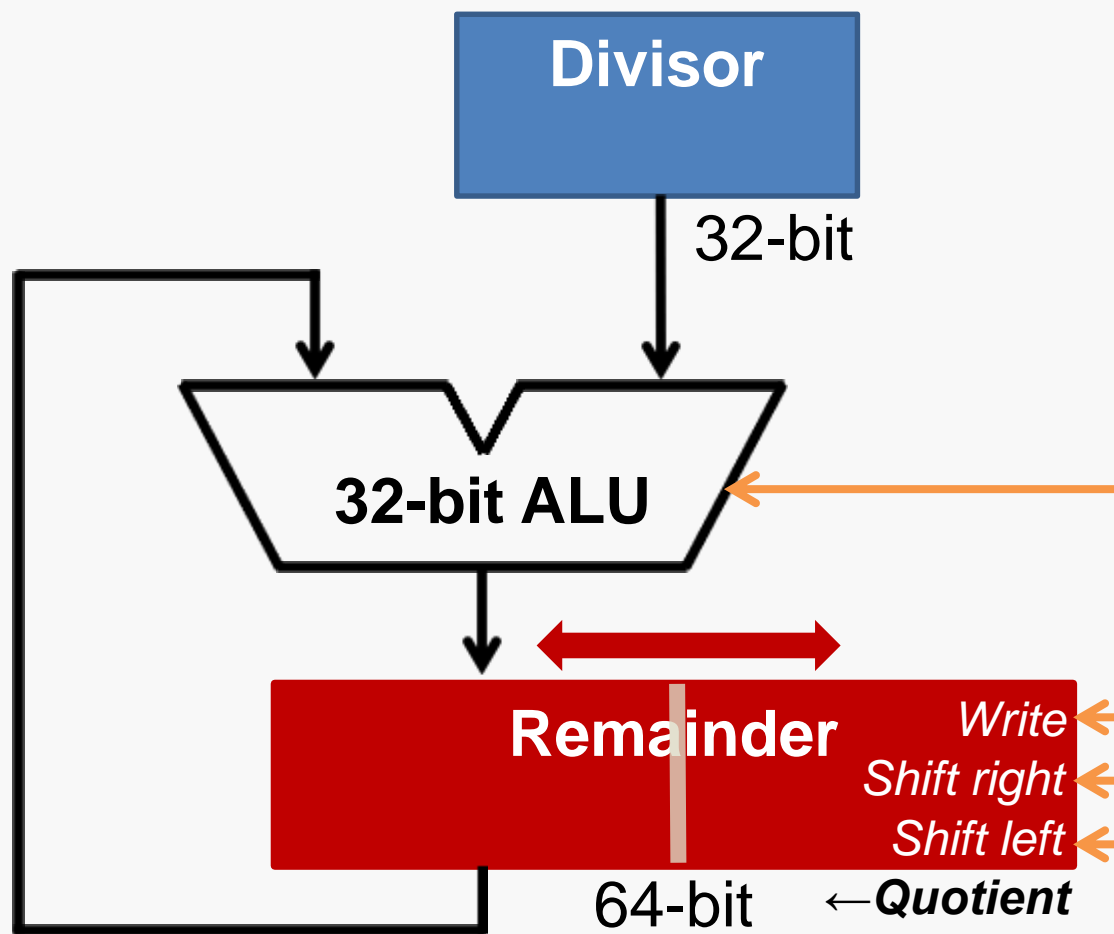 Divisor
32-bit
32-bit ALU
Remainder
Write
Shift right
Shift left
64-bit
←Quotient